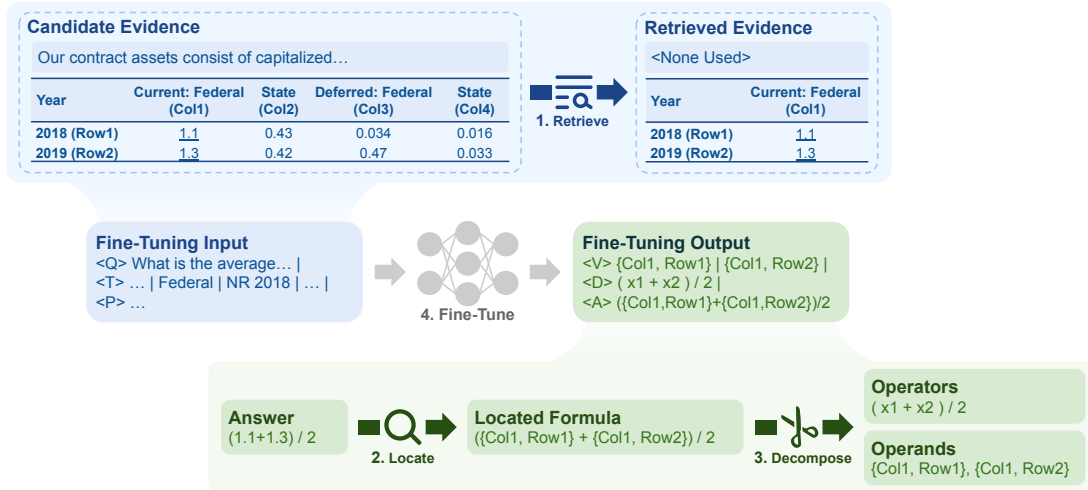 Candidate Evidence
Our contract assets consist of capitalized…
Year Current: Federal (Col1) State (Col2) Deferred: Federal (Col3) State (Col4)
2018 (Row1) 1.1 0.43 0.034 0.016
2019 (Row2) 1.3 0.42 0.47 0.033
1. Retrieve
Retrieved Evidence
<None Used>
Year Current: Federal (Col1)
2018 (Row1) 1.1
2019 (Row2) 1.3
Fine-Tuning Input
<Q> What is the average… |
<T> … | Federal | NR 2018 | … |
<P> …
4. Fine-Tune
Fine-Tuning Output
<V> {Col1, Row1} | {Col1, Row2} |
<D> ( x1 + x2 ) / 2 |
<A> ({Col1,Row1}+{Col1,Row2})/2
Answer
(1.1+1.3) / 2
2. Locate
Located Formula
({Col1, Row1} + {Col1, Row2}) / 2
3. Decompose
Operators
( x1 + x2 ) / 2
Operands
{Col1, Row1}, {Col1, Row2}